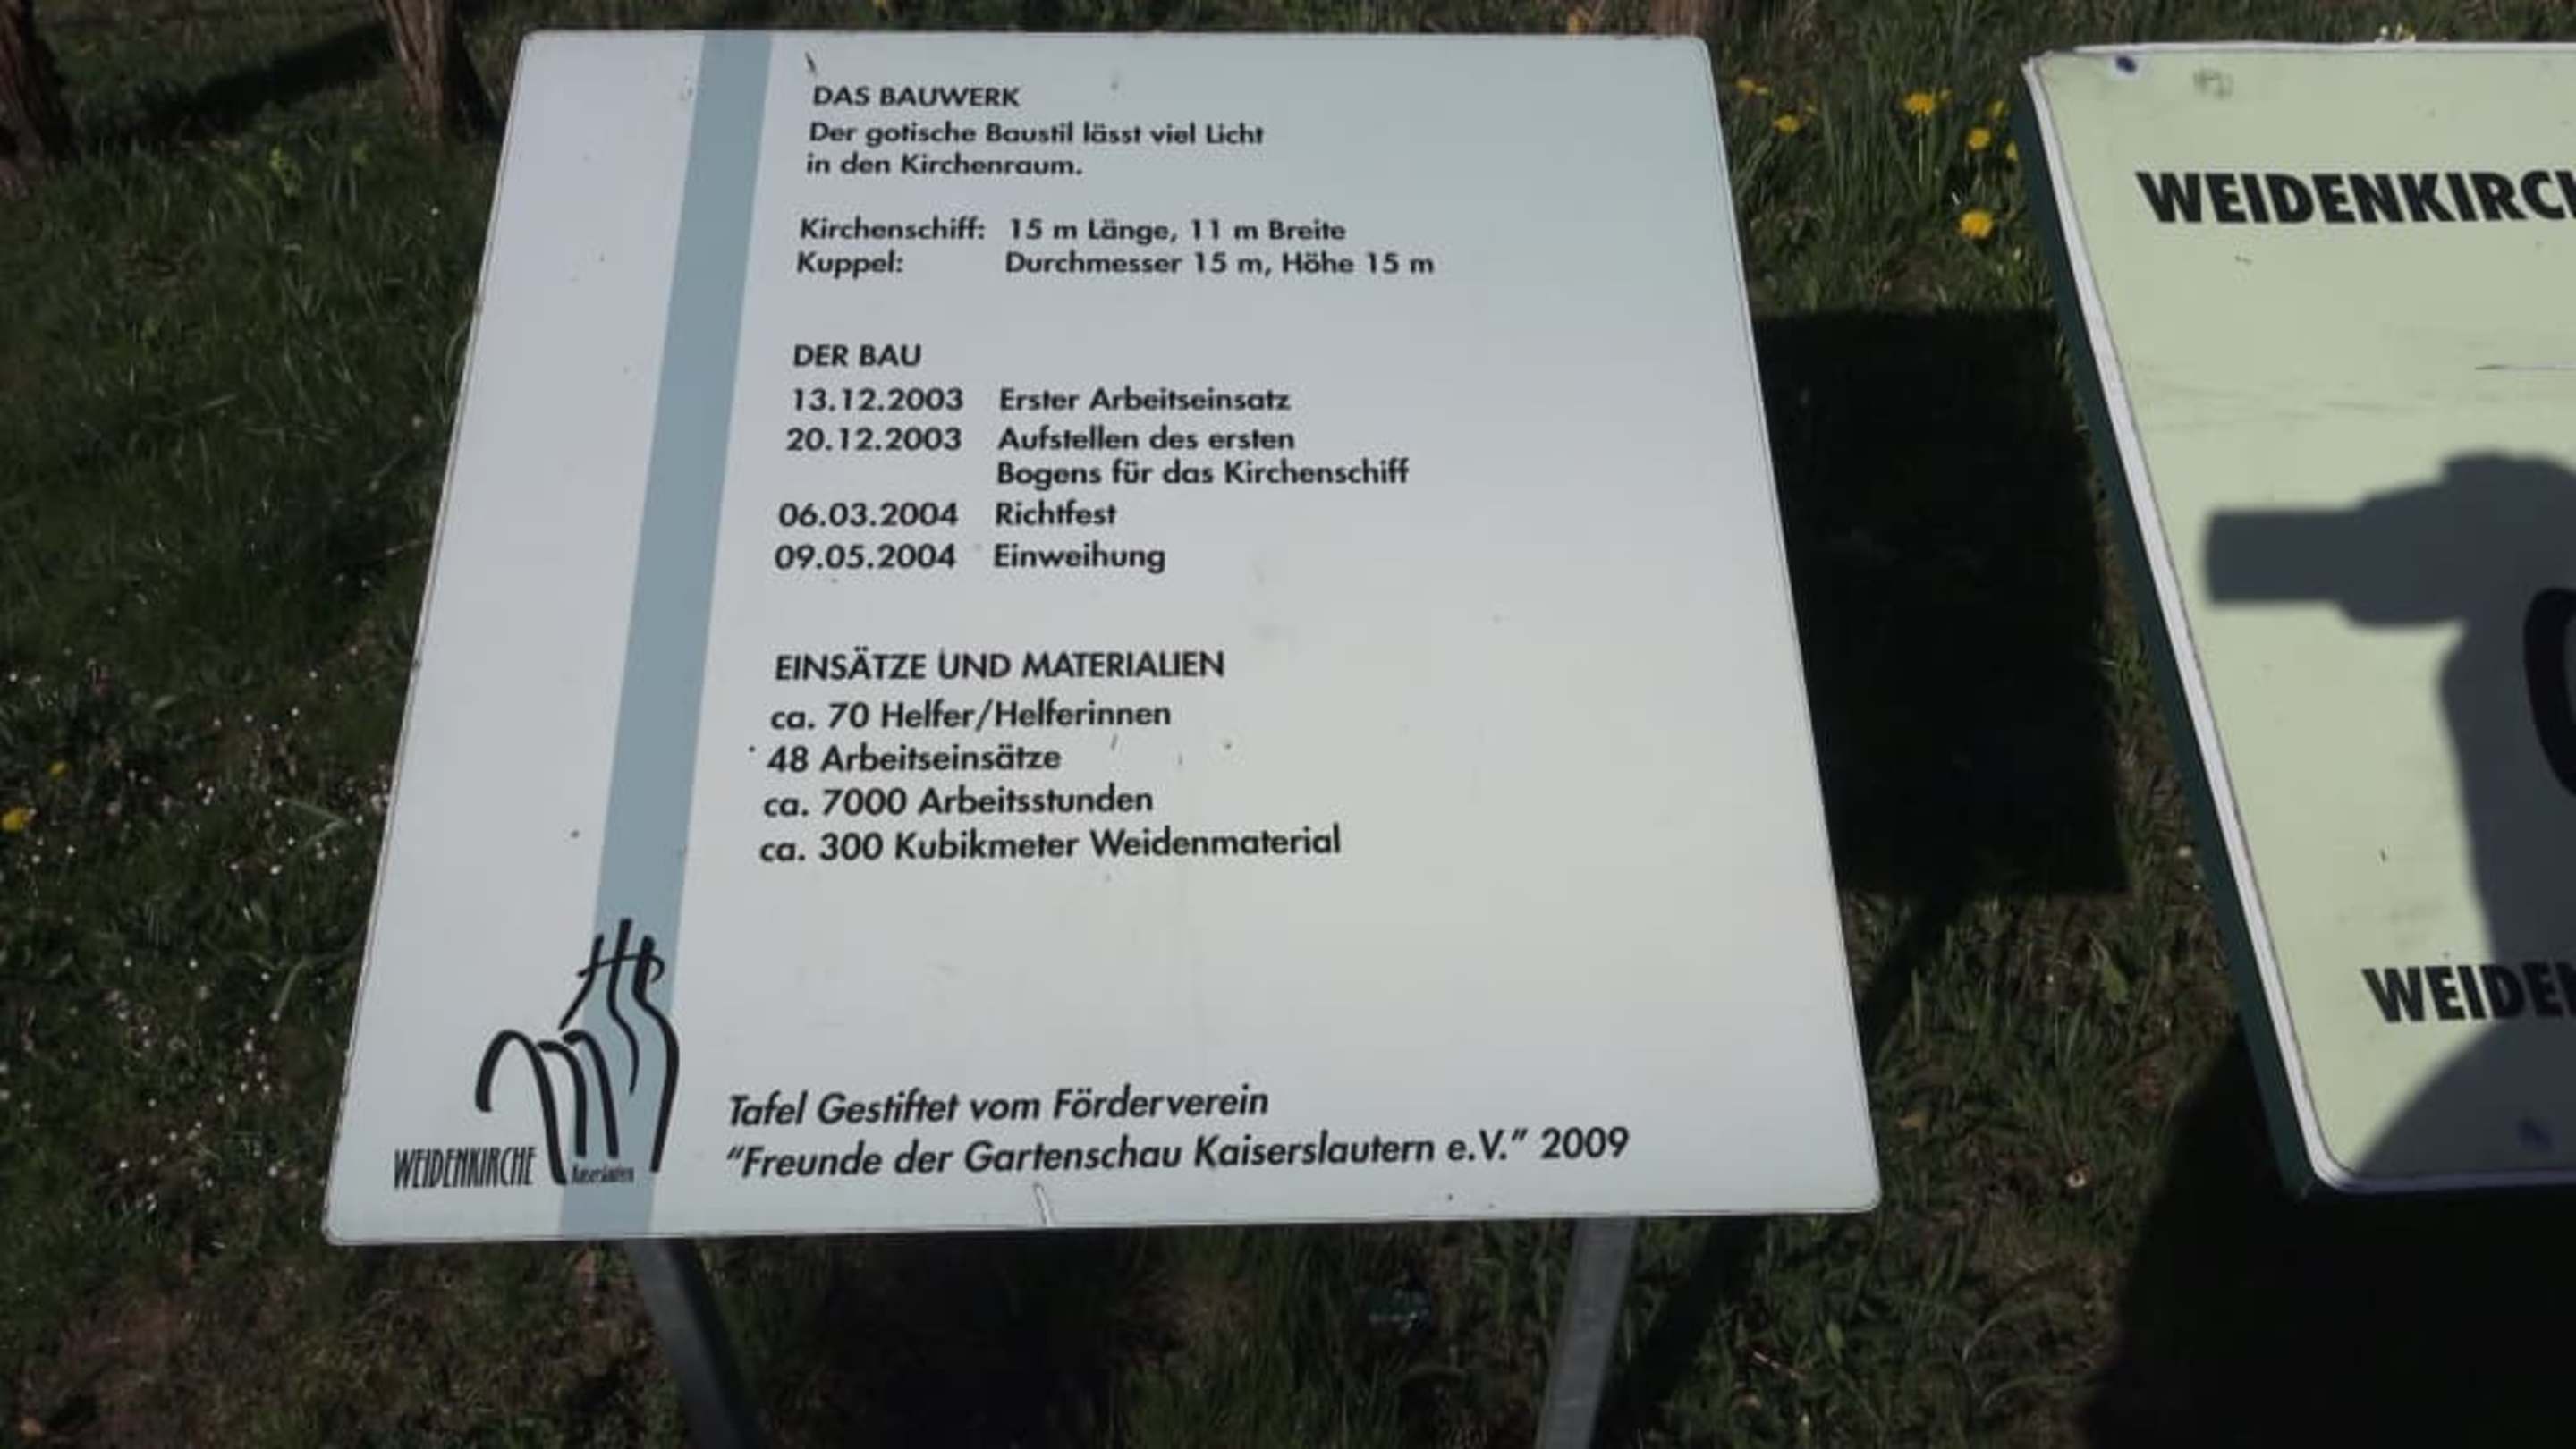 DAS BAUWERK
Der gotische Baustil lässt viel Licht
in den Kirchenraum.
Kirchenschiff: 15 m Länge, 11 m Breite
Kuppel: Durchmesser 15 m, Höhe 15 m
DER BAU
13.12.2003 Erster Arbeitseinsatz
20.12.2003 Aufstellen des ersten
Bogens für das Kirchenschiff
06.03.2004 Richtfest
09.05.2004 Einweihung
EINSÄTZE UND MATERIALIEN
ca. 70 Helfer/Helferinnen
48 Arbeitseinsätze
ca. 7000 Arbeitsstunden
ca. 300 Kubikmeter Weidenmaterial
WEIDENKIRCHE Kaiserslautern
Tafel Gestiftet vom Förderverein
"Freunde der Gartenschau Kaiserslautern e.V." 2009
WEIDENKIRCH
WEIDEN